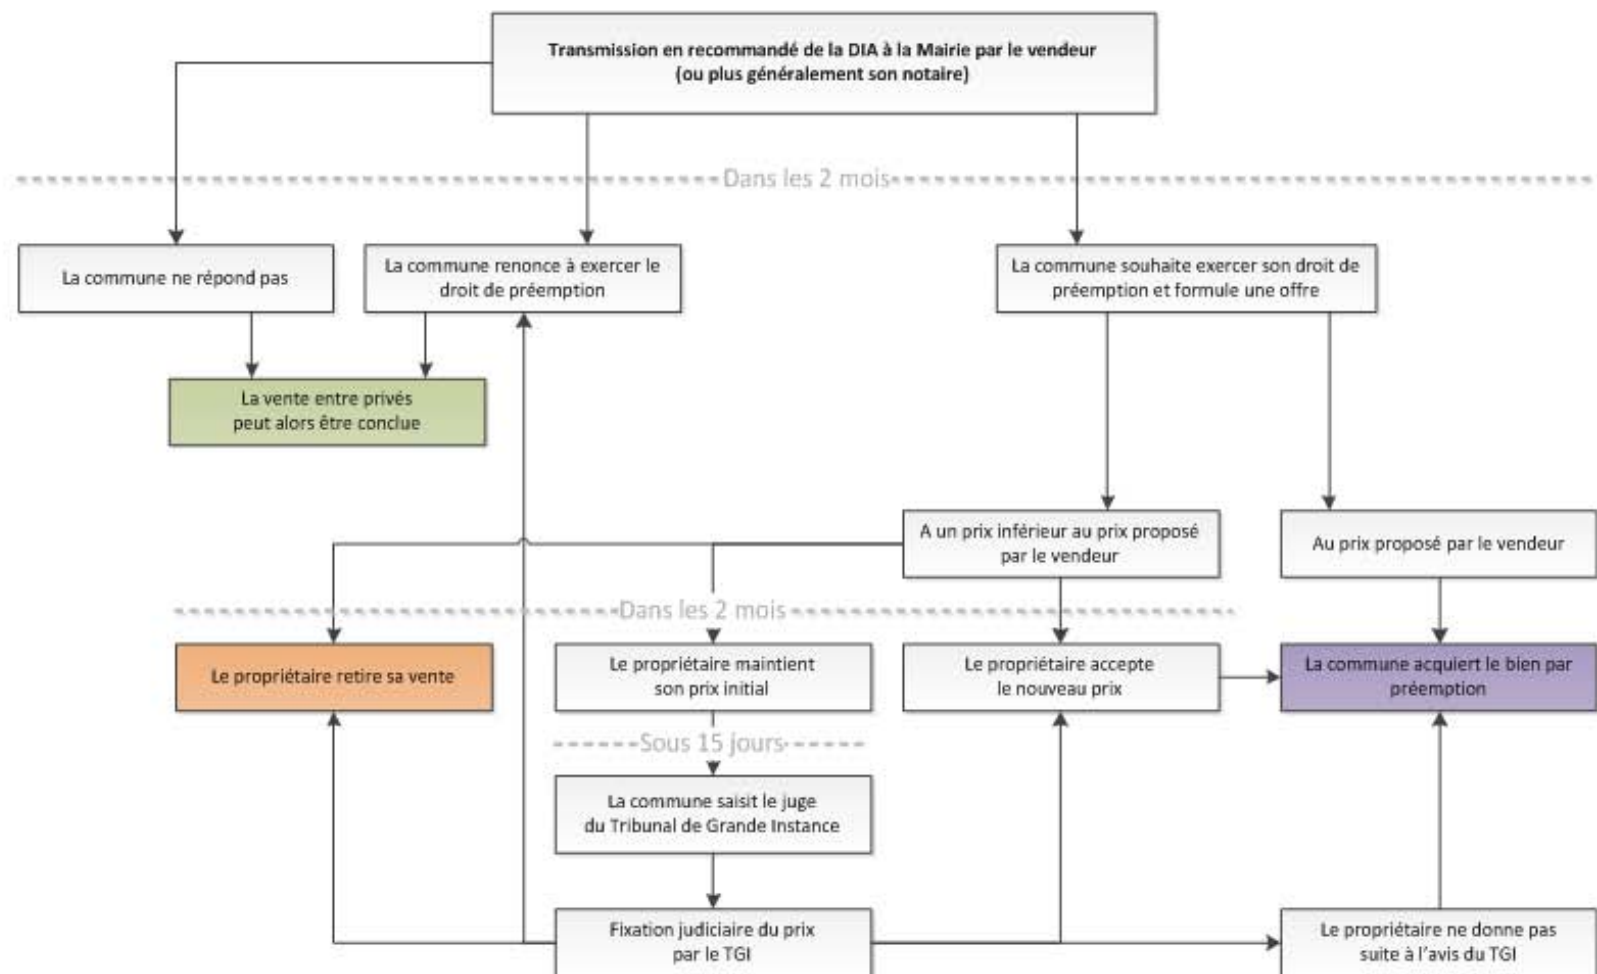 Transmission en recommandé de la DIA à la Mairie par le vendeur
(ou plus généralement son notaire)
Dans les 2 mois
La commune ne répond pas
La commune renonce à exercer le
droit de préemption
La commune souhaite exercer son droit de
préemption et formule une offre
La vente entre privés
peut alors être conclue
A un prix inférieur au prix proposé
par le vendeur
Au prix proposé par le vendeur
Dans les 2 mois
Le propriétaire retire sa vente
Le propriétaire maintient
son prix initial
Le propriétaire accepte
le nouveau prix
La commune acquiert le bien par
préemption
Sous 15 jours
La commune saisit le juge
du Tribunal de Grande Instance
Fixation judiciaire du prix
par le TGI
Le propriétaire ne donne pas
suite à l'avis du TGI